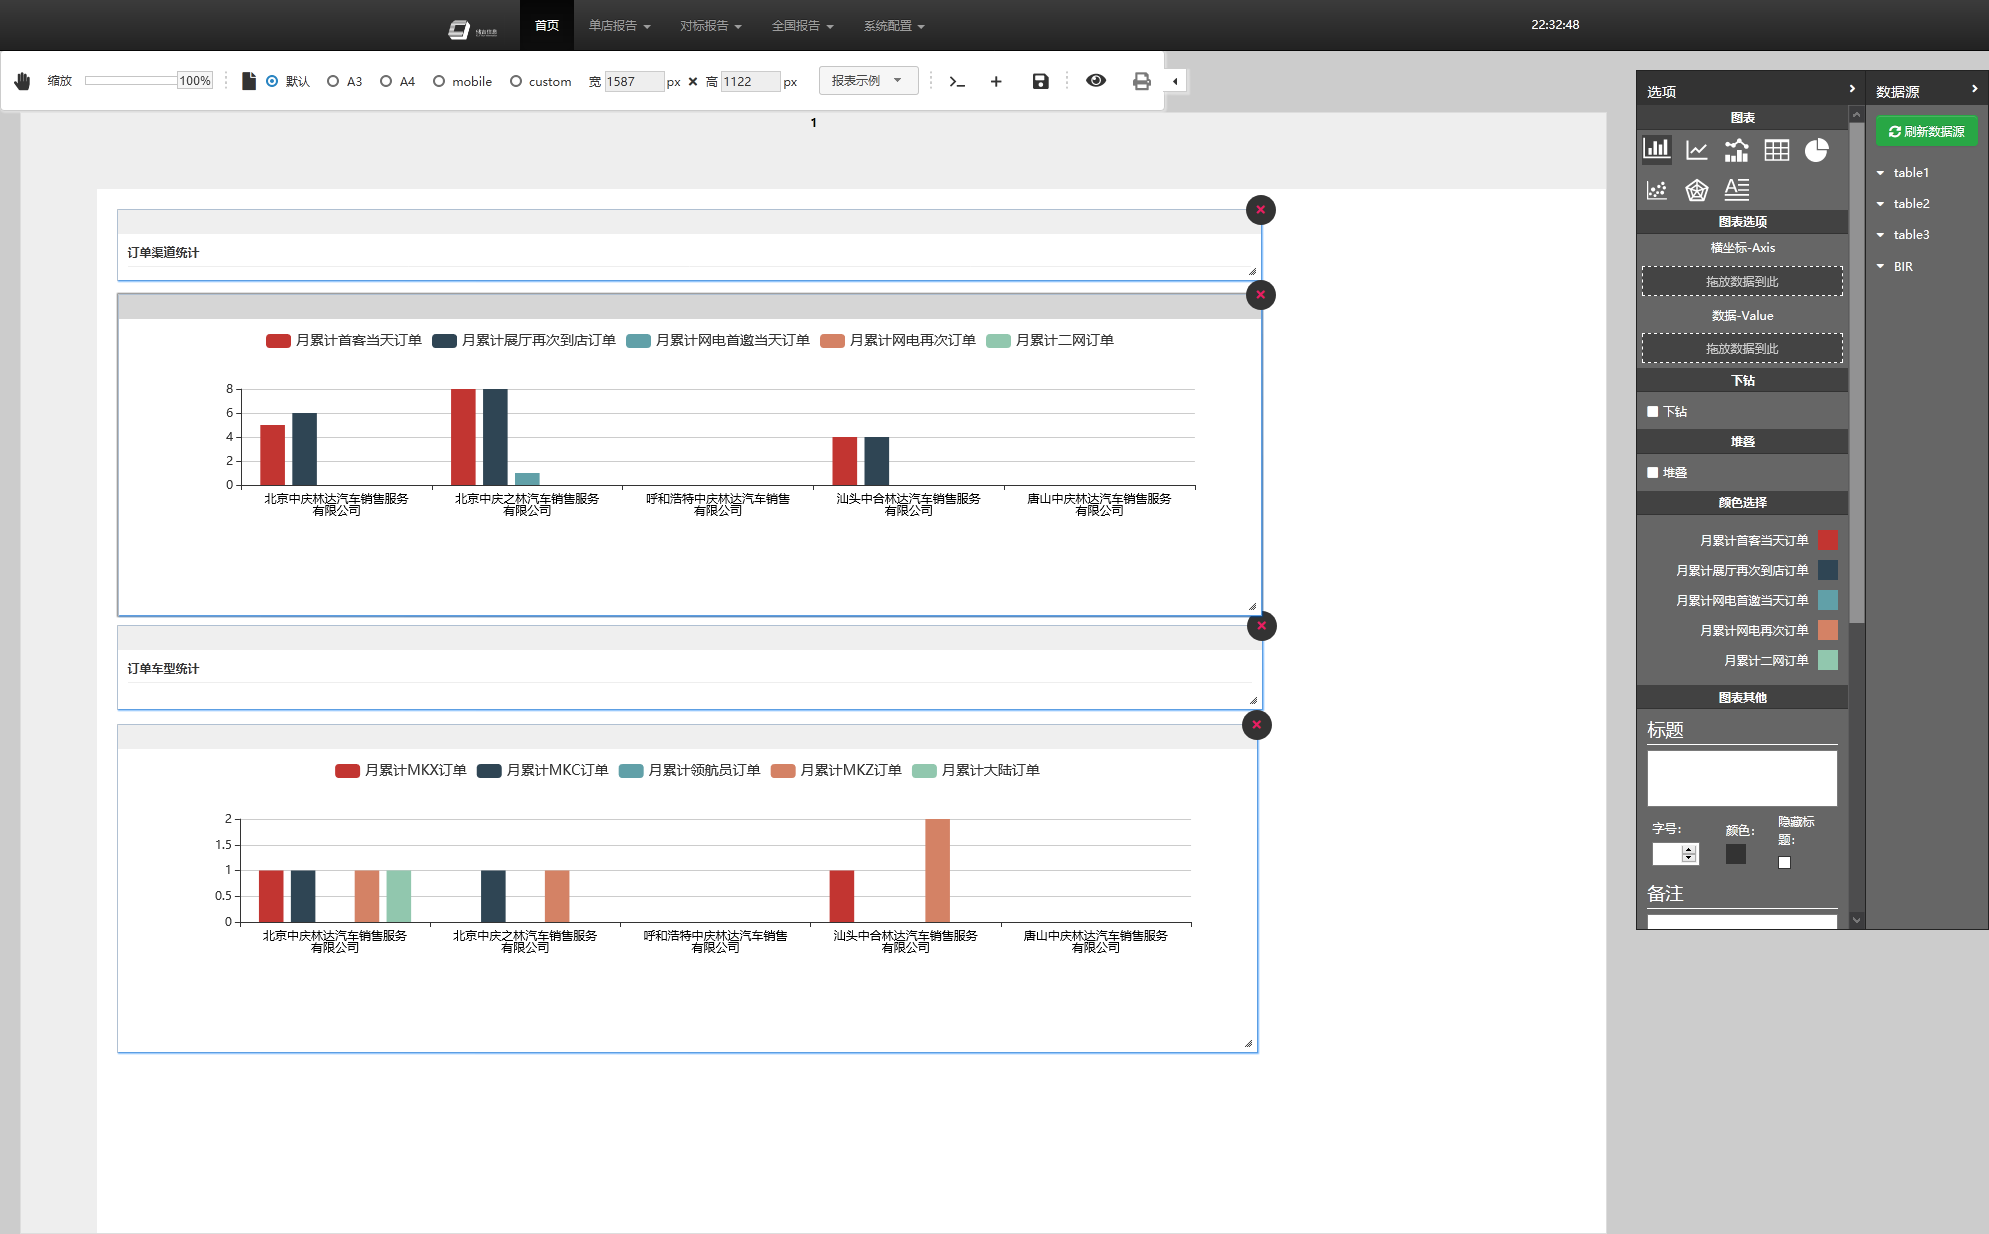 首页 单店报告 对标报告 全国报告 系统配置 22:32:48
缩放 100% 默认 A3 A4 mobile custom 宽 1587 px × 高 1122 px 报表示例
1
订单渠道统计
月累计首客当天订单 月累计展厅再次到店订单 月累计网电首邀当天订单 月累计网电再次订单 月累计二网订单
8
6
4
2
0
北京中庆林达汽车销售服务 北京中庆之林汽车销售服务 呼和浩特中庆林达汽车销售 汕头中合林达汽车销售服务 唐山中庆林达汽车销售服务
有限公司 有限公司 有限公司 有限公司 有限公司
订单车型统计
月累计MKX订单 月累计MKC订单 月累计领航员订单 月累计MKZ订单 月累计大陆订单
2
1.5
1
0.5
0
北京中庆林达汽车销售服务 北京中庆之林汽车销售服务 呼和浩特中庆林达汽车销售 汕头中合林达汽车销售服务 唐山中庆林达汽车销售服务
有限公司 有限公司 有限公司 有限公司 有限公司
选项
图表
图表选项
横坐标-Axis
拖放数据到此
数据-Value
拖放数据到此
下钻
下钻
堆叠
堆叠
颜色选择
月累计首客当天订单
月累计展厅再次到店订单
月累计网电首邀当天订单
月累计网电再次订单
月累计二网订单
图表其他
标题
字号: 颜色: 隐藏标
题:
备注
数据源
刷新数据源
table1
table2
table3
BIR